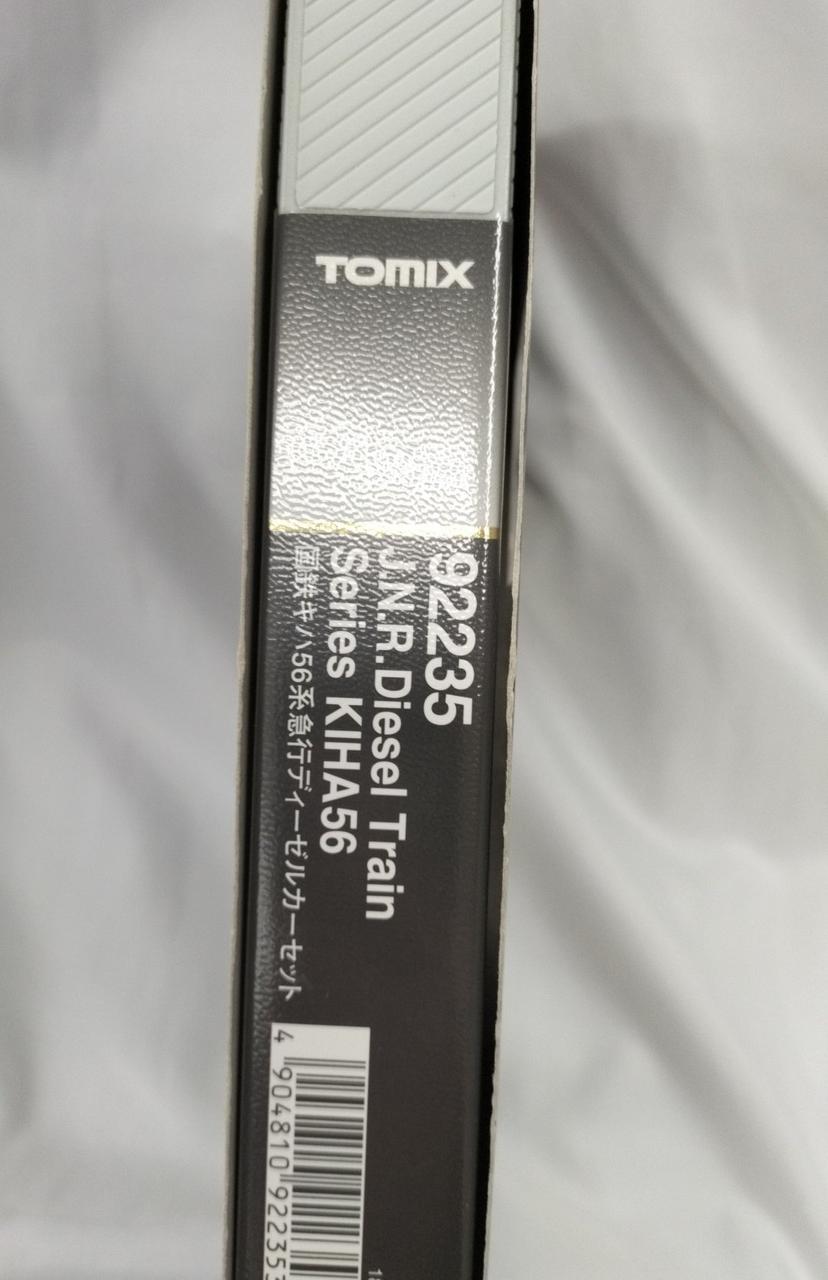 TOMIX
92235
J.N.R.Diesel Train
Series KIHA56
国鉄キハ56系急行ディーゼルカーセット
4 904810 922353